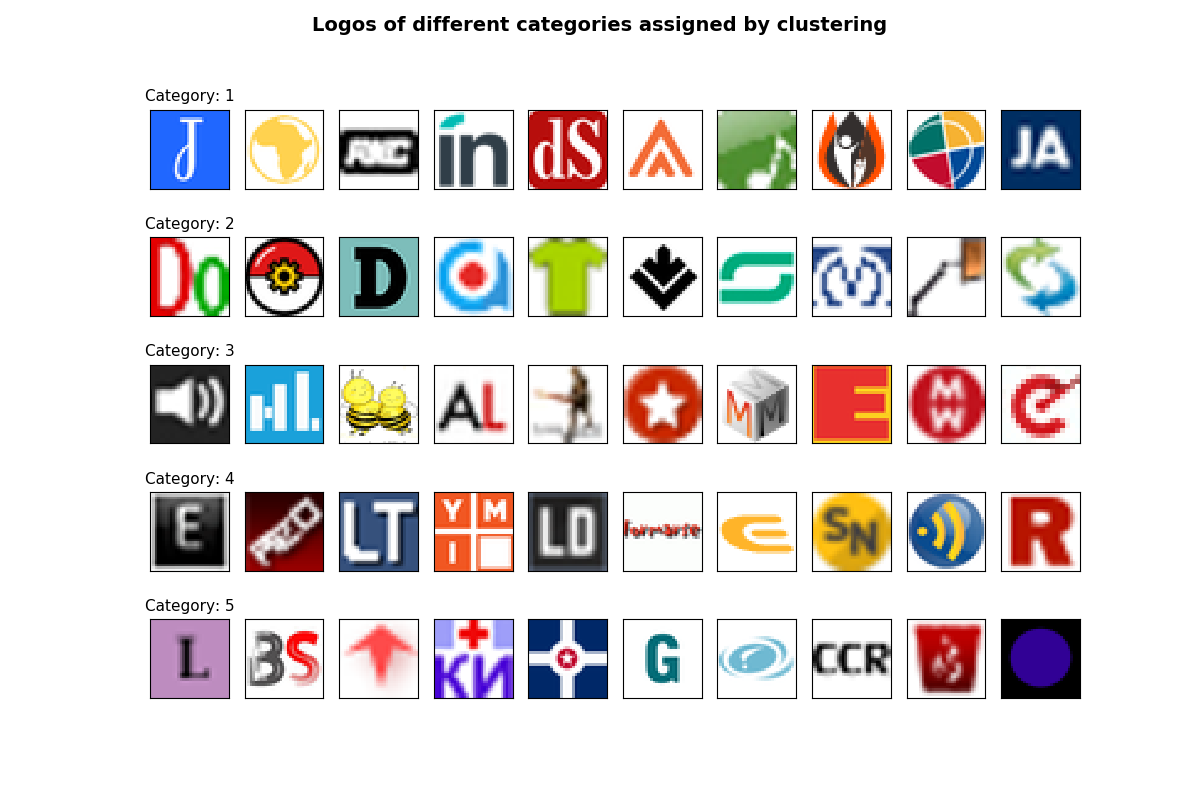 Logos of different categories assigned by clustering
Category: 1
J in dS JA
Category: 2
Do D a
Category: 3
AL M M M E MW e
Category: 4
E LT Y M I LD SN R
Category: 5
L BS КИ G CCR